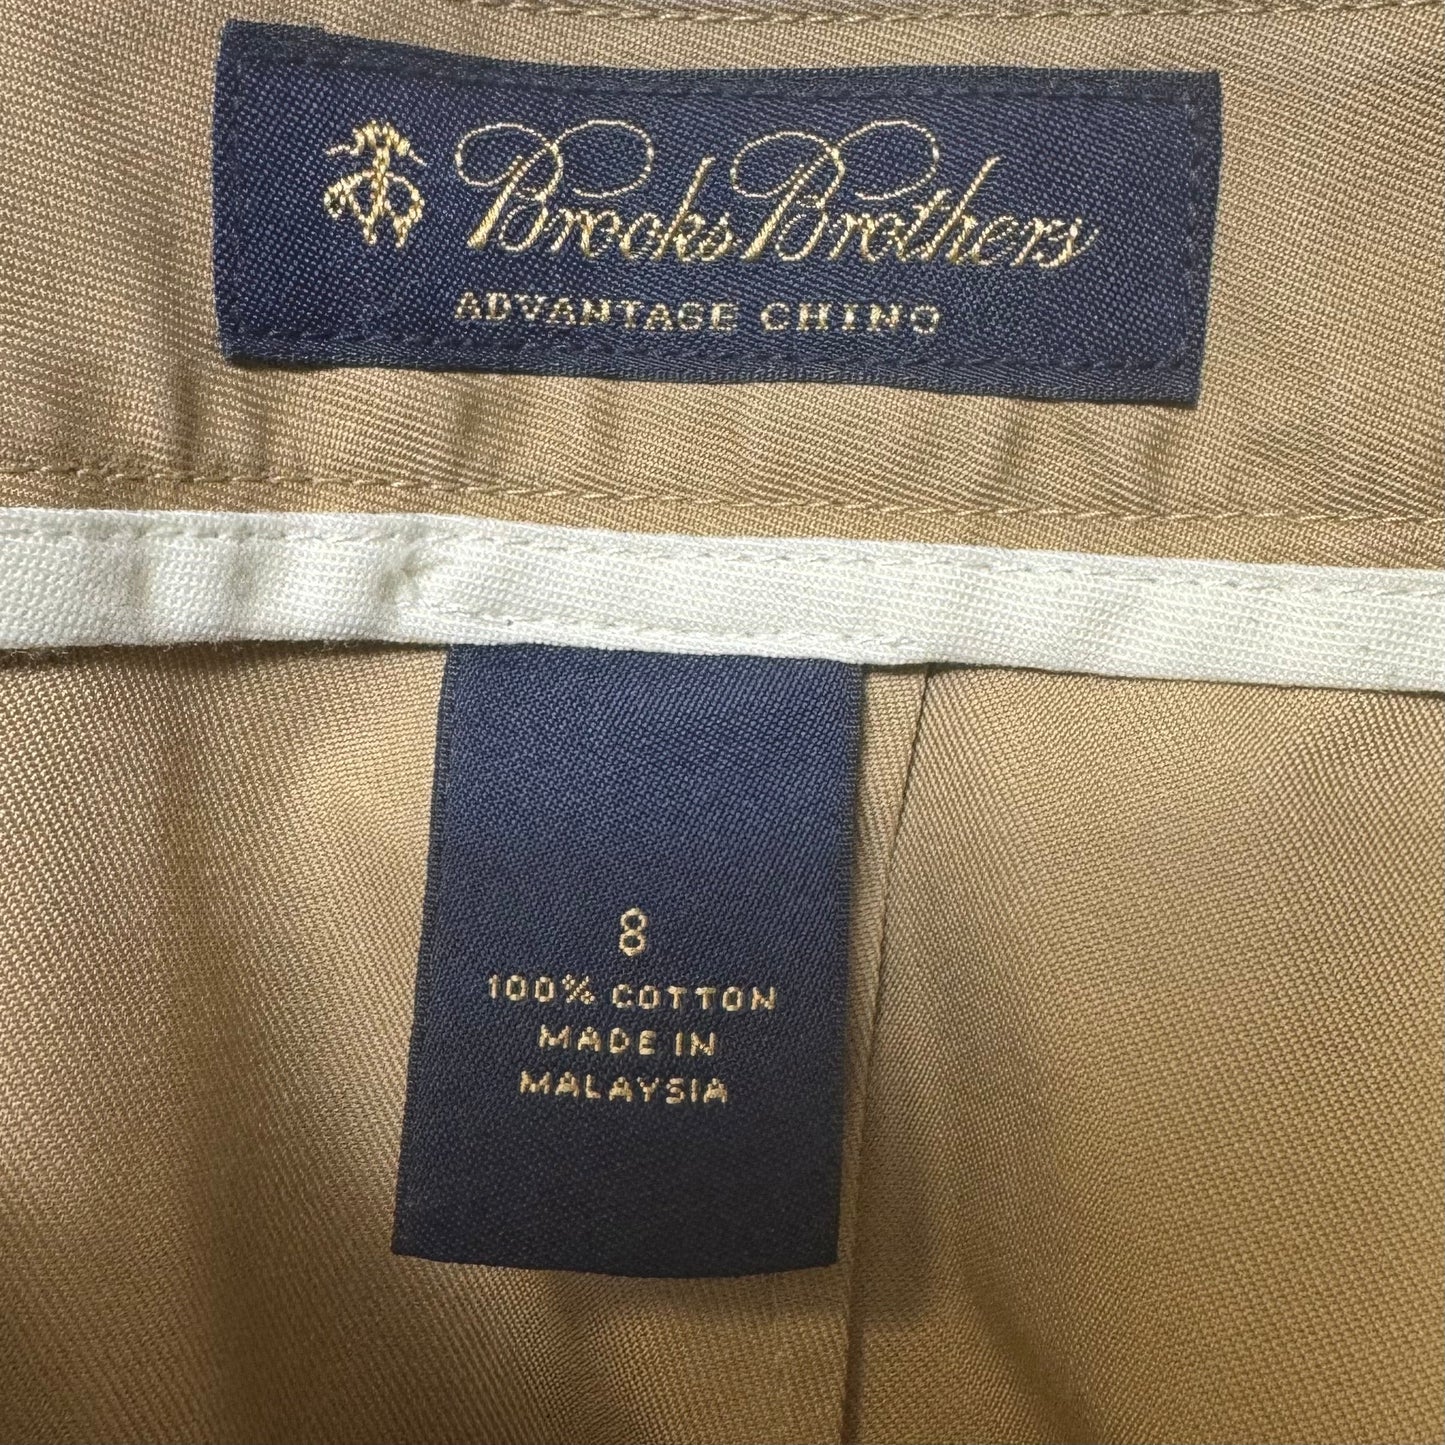 Brooks Brothers
ADVANTAGE CHINO
8
100% COTTON
MADE IN
MALAYSIA